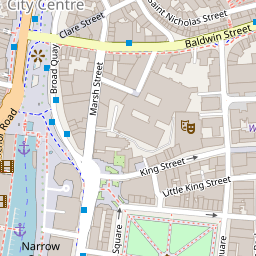 City Centre
Clare Street
Saint Nicholas Street
Baldwin Street
Broad Quay
Marsh Street
Road
King Street
Little King Street
Narrow
Square